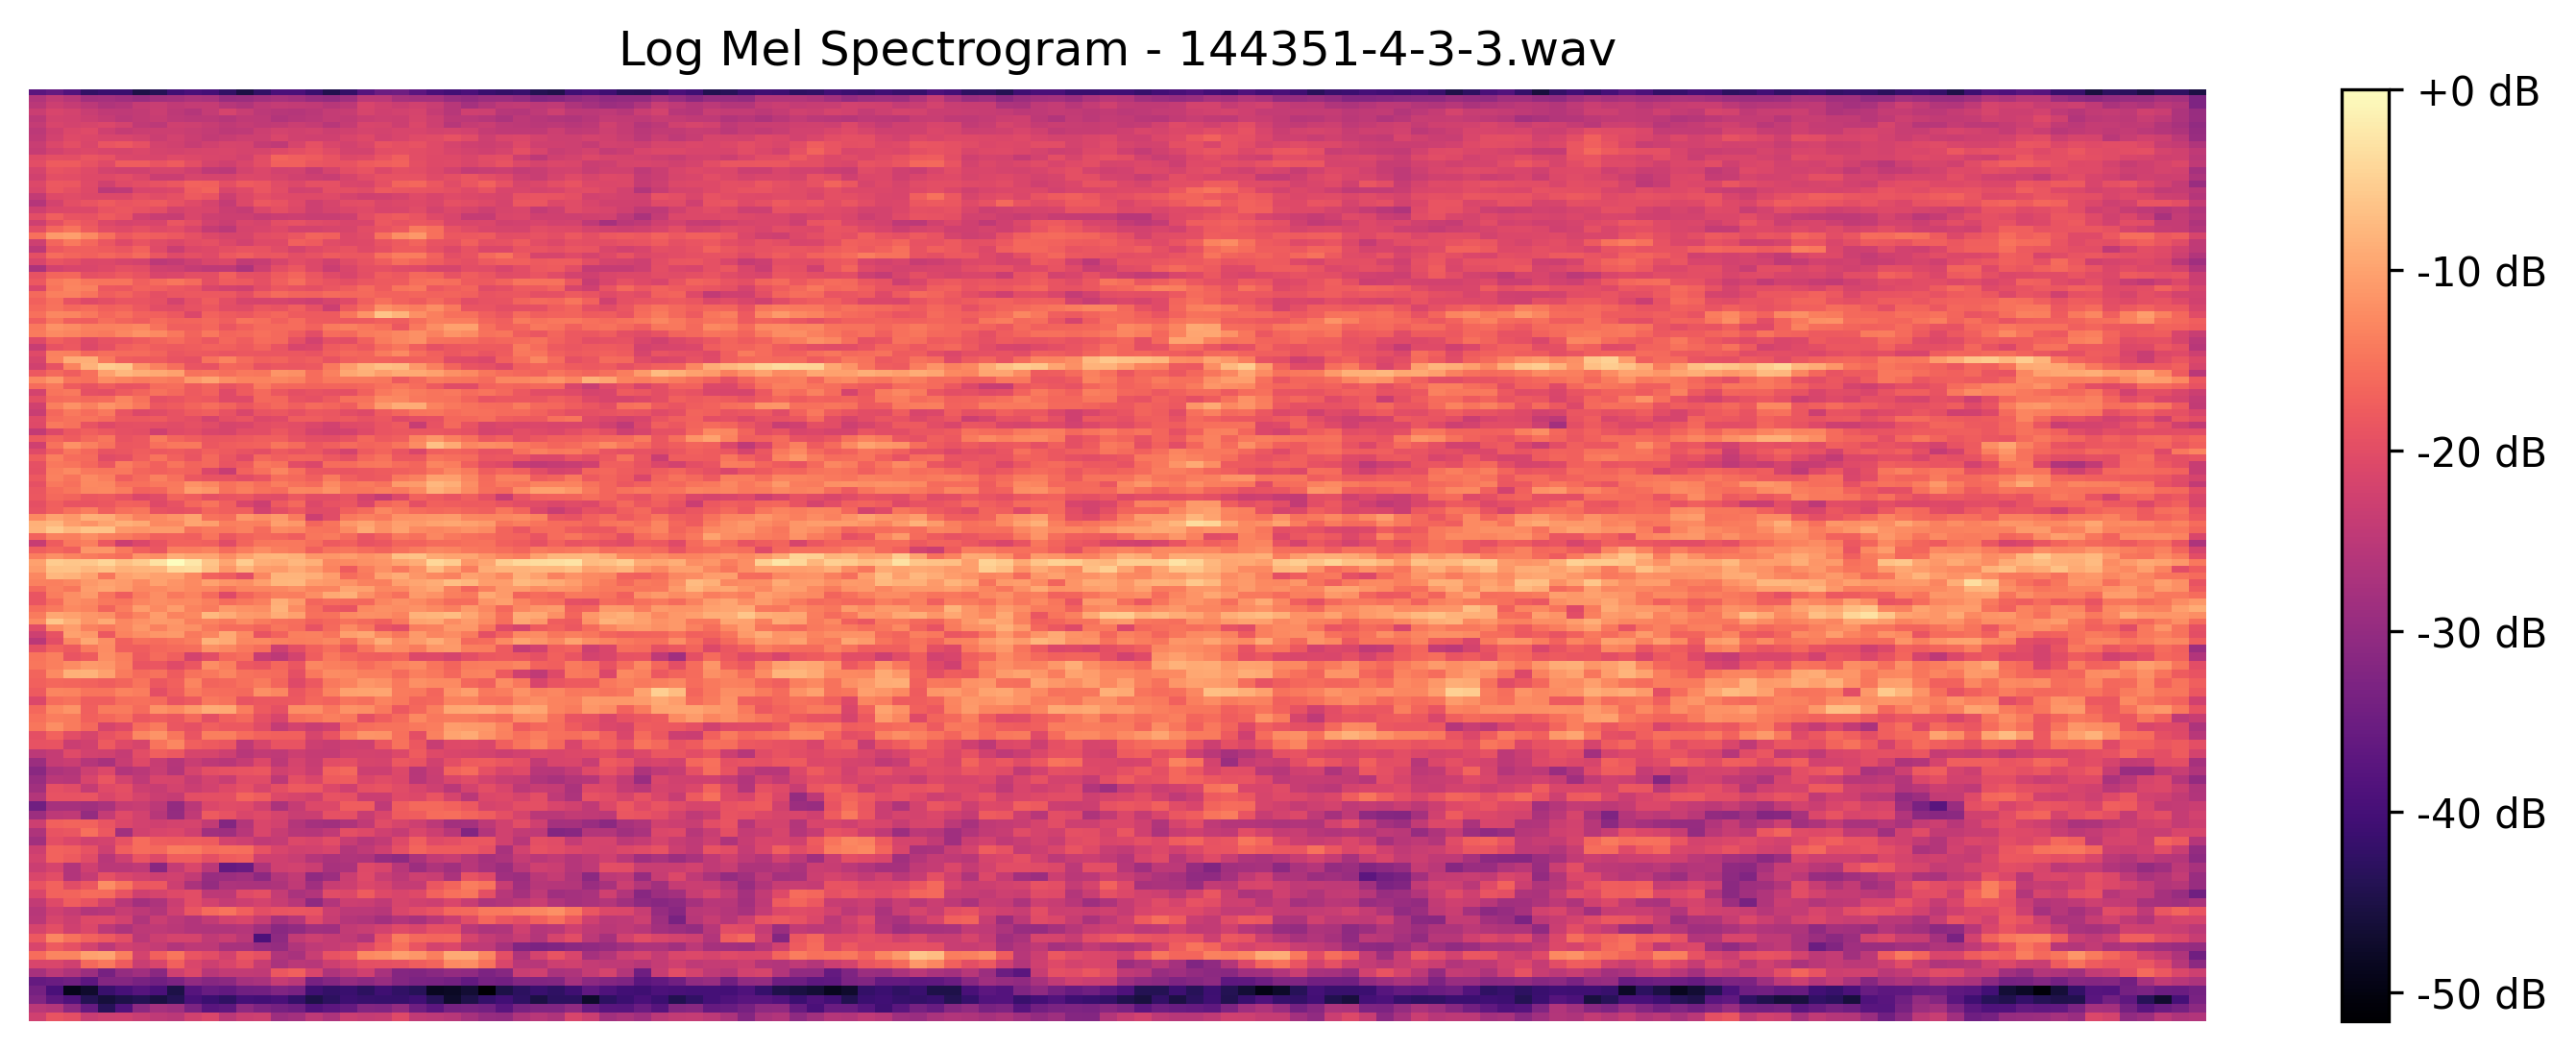 Log Mel Spectrogram - 144351-4-3-3.wav
+0 dB
-10 dB
-20 dB
-30 dB
-40 dB
-50 dB